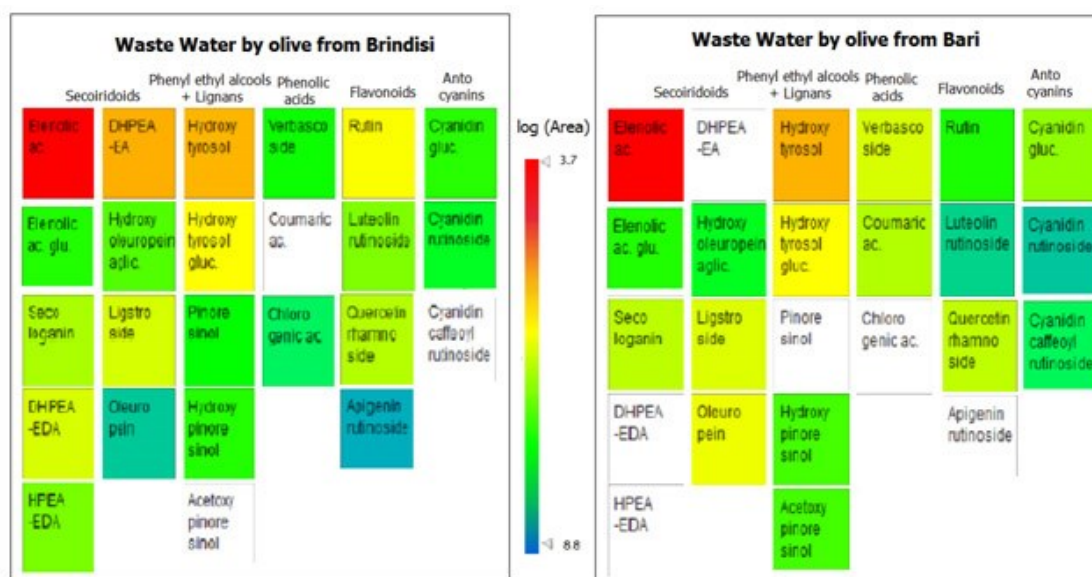 Waste Water by olive from Brindisi
Secoiridoids
Phenyl ethyl alcools
+ Lignans
Phenolic
acids
Flavonoids
Anto
cyanins
Elenolic
ac.
DHPEA
-EA
Hydroxy
tyrosol
Verbasco
side
Rutin
Cyanidin
gluc.
Elenolic
ac. glu.
Hydroxy
oleuropein
aglic.
Hydroxy
tyrosol
gluc.
Coumaric
ac.
Luteolin
rutinoside
Cyanidin
rutinoside
Seco
loganin
Ligstro
side
Pinore
sinol
Chloro
genic ac.
Quercetin
rhamno
side
Cyanidin
caffeoyl
rutinoside
DHPEA
-EDA
Oleuro
pein
Hydroxy
pinore
sinol
Apigenin
rutinoside
HPEA
-EDA
Acetoxy
pinore
sinol
log (Area)
3.7
8.8
Waste Water by olive from Bari
Secoiridoids
Phenyl ethyl alcools
+ Lignans
Phenolic
acids
Flavonoids
Anto
cyanins
Elenolic
ac.
DHPEA
-EA
Hydroxy
tyrosol
Verbasco
side
Rutin
Cyanidin
gluc.
Elenolic
ac. glu.
Hydroxy
oleuropein
aglic.
Hydroxy
tyrosol
gluc.
Coumaric
ac.
Luteolin
rutinoside
Cyanidin
rutinoside
Seco
loganin
Ligstro
side
Pinore
sinol
Chloro
genic ac.
Quercetin
rhamno
side
Cyanidin
caffeoyl
rutinoside
DHPEA
-EDA
Oleuro
pein
Hydroxy
pinore
sinol
Apigenin
rutinoside
HPEA
-EDA
Acetoxy
pinore
sinol